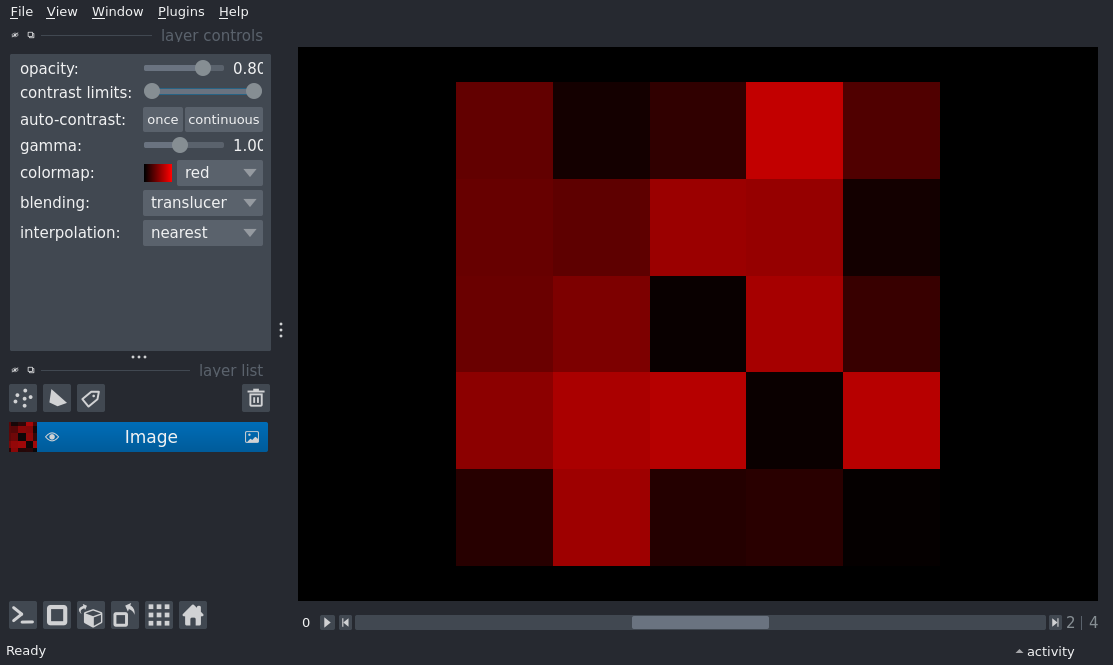 File View Window Plugins Help
layer controls
opacity: 0.80
contrast limits:
auto-contrast: once continuous
gamma: 1.00
colormap: red
blending: translucer
interpolation: nearest
layer list
Image
0 2 | 4
Ready activity